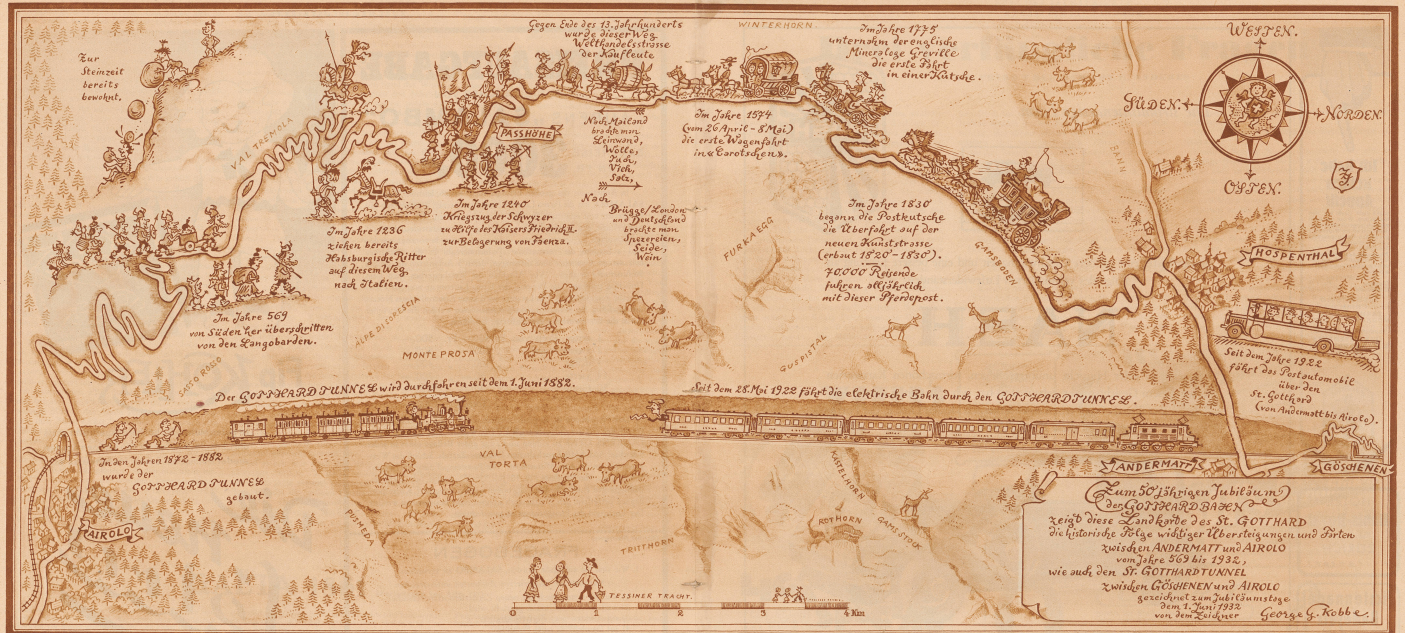 Zur
Steinzeit
bereits
bewohnt.
VAL TREMOLA
Im Jahre 569
von Süden her überschritten
von den Langobarden.
Im Jahre 1236
ziehen bereits
Habsburgische Ritter
auf diesem Weg
nach Italien.
Im Jahre 1240
Kriegszug der Schwyzer
zu Hilfe des Kaisers Friedrich II.
zur Belagerung von Faenza.
PASSHÖHE
Gegen Ende des 13. Jahrhunderts
wurde dieser Weg
Welthandelsstrasse
der Kaufleute
Nach Mailand
brachte man
Leinwand,
Wolle,
Tuch,
Vieh,
Salz,
Nach
Brügge/London
und Deutschland
brachte man
Spezereien,
Seide,
Wein
WINTERHORN
Im Jahre 1574
(vom 26 April - 8 Mai)
die erste Wagenfahrt
in «Carotschen».
Im Jahre 1775
unternahm der englische
Mineraloge Greville
die erste Fahrt
in einer Kutsche.
Im Jahre 1830
begann die Postkutsche
die Überfahrt auf der
neuen Kunststrasse
(erbaut 1820 - 1830).
70,000 Reisende
fuhren alljährlich
mit dieser Pferdepost.
FURKAEGG
GAMSBODEN
GUSPISTAL
BÄHN
WESTEN.
SÜDEN.
NORDEN.
OSTEN.
HOSPENTHAL
Seit dem Jahre 1922
fährt das Postautomobil
über den
St. Gotthard
(von Andermatt bis Airolo).
SASSO ROSSO
ALPE DI SORESCIA
MONTE PROSA
Der GOTTHARDTUNNEL wird durchfahren seit dem 1. Juni 1882.
Seit dem 28. Mai 1922 fährt die elektrische Bahn durch den GOTTHARDTUNNEL.
In den Jahren 1872 - 1882
wurde der
GOTTHARDTUNNEL
gebaut.
AIROLO
VAL
TORTA
TRITTHORN
KASTELHORN
ROTHORN
GAMSSTOCK
ANDERMATT
GÖSCHENEN
TESSINER TRACHT.
0 1 2 3 4 Km
Zum 50 jährigen Jubiläum
der GOTTHARDBAHN
zeigt diese Landkarte des St. GOTTHARD
die historische Folge wichtiger Übersteigungen und Farten
zwischen ANDERMATT und AIROLO
vom Jahre 569 bis 1932,
wie auch den ST. GOTTHARDTUNNEL
zwischen GÖSCHENEN und AIROLO
gezeichnet zum Jubiläumstage
dem 1. Juni 1932
von dem Zeichner George G. Kobbe.